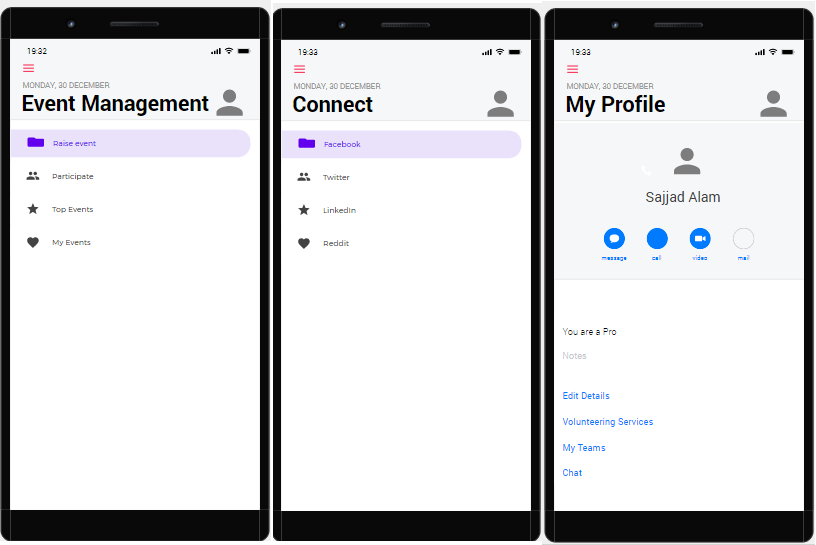 19:32
MONDAY, 30 DECEMBER
Event Management
Raise event
Participate
Top Events
My Events
19:33
MONDAY, 30 DECEMBER
Connect
Facebook
Twitter
LinkedIn
Reddit
19:33
MONDAY, 30 DECEMBER
My Profile
Sajjad Alam
message call video mail
You are a Pro
Notes
Edit Details
Volunteering Services
My Teams
Chat